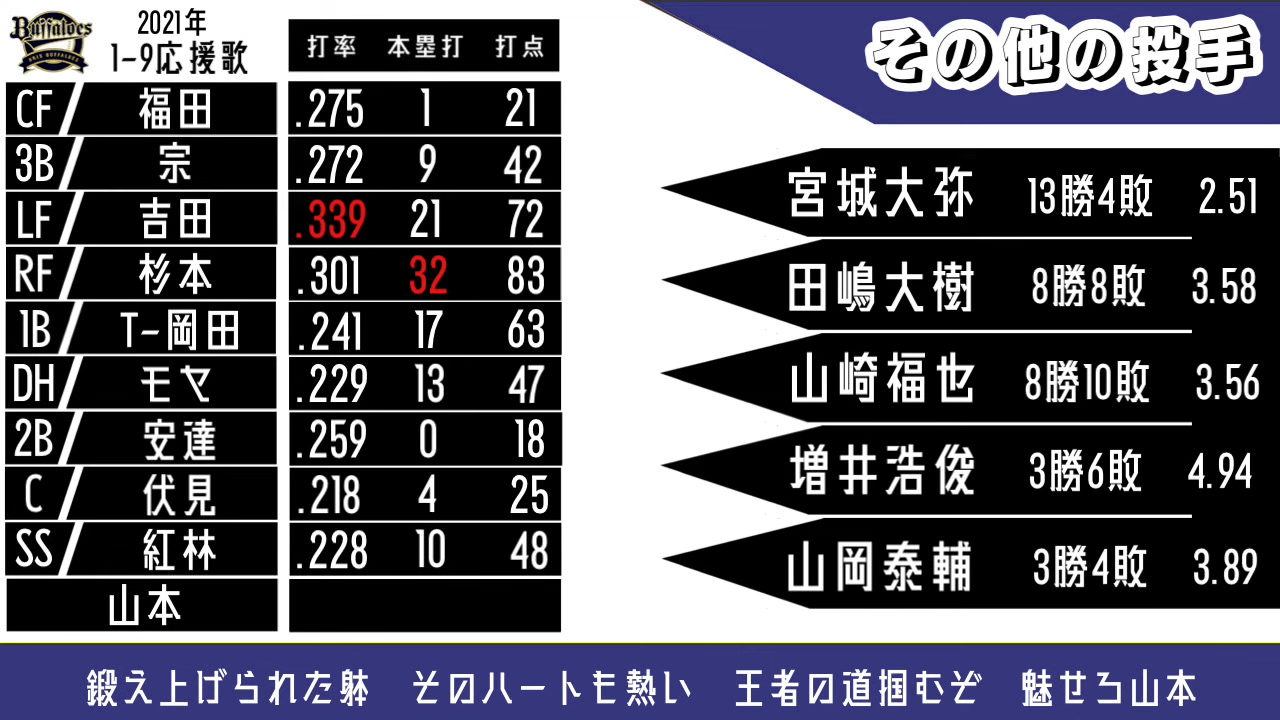 Buffaloes
ORIX BUFFALOES
2021年
1-9応援歌
打率 本塁打 打点
CF/ 福田 .275 1 21
3B/ 宗 .272 9 42
LF/ 吉田 .339 21 72
RF/ 杉本 .301 32 83
1B/ T-岡田 .241 17 63
DH/ モヤ .229 13 47
2B/ 安達 .259 0 18
C/ 伏見 .218 4 25
SS/ 紅林 .228 10 48
山本
その他の投手
宮城大弥 13勝4敗 2.51
田嶋大樹 8勝8敗 3.58
山崎福也 8勝10敗 3.56
増井浩俊 3勝6敗 4.94
山岡泰輔 3勝4敗 3.89
鍛え上げられた躰 そのハートも熱い 王者の道掴むぞ 魅せろ山本